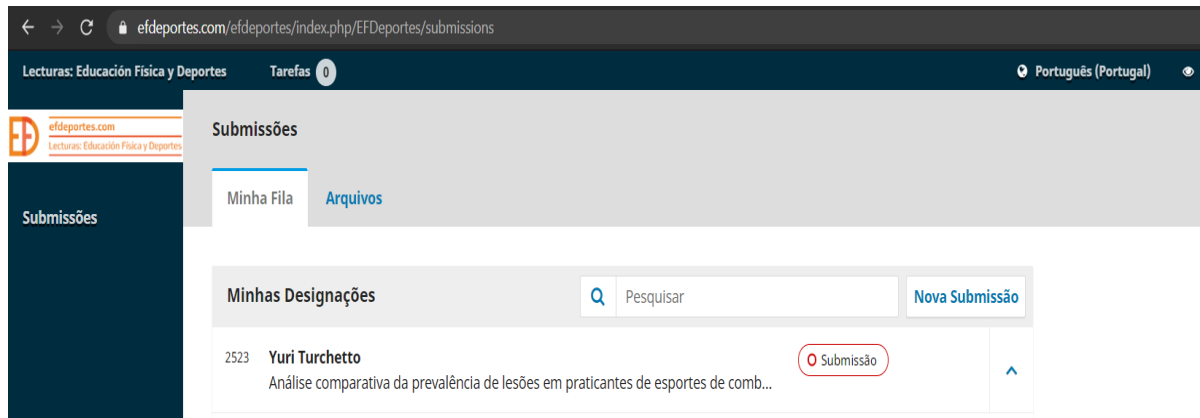 efdeportes.com/efdeportes/index.php/EFDeportes/submissions
Lecturas: Educación Física y Deportes Tarefas 0 Português (Portugal)
efdeportes.com
Lecturas: Educación Física y Deportes
Submissões
Submissões
Minha Fila Arquivos
Minhas Designações Pesquisar Nova Submissão
2523 Yuri Turchetto Submissão
Análise comparativa da prevalência de lesões em praticantes de esportes de comb...